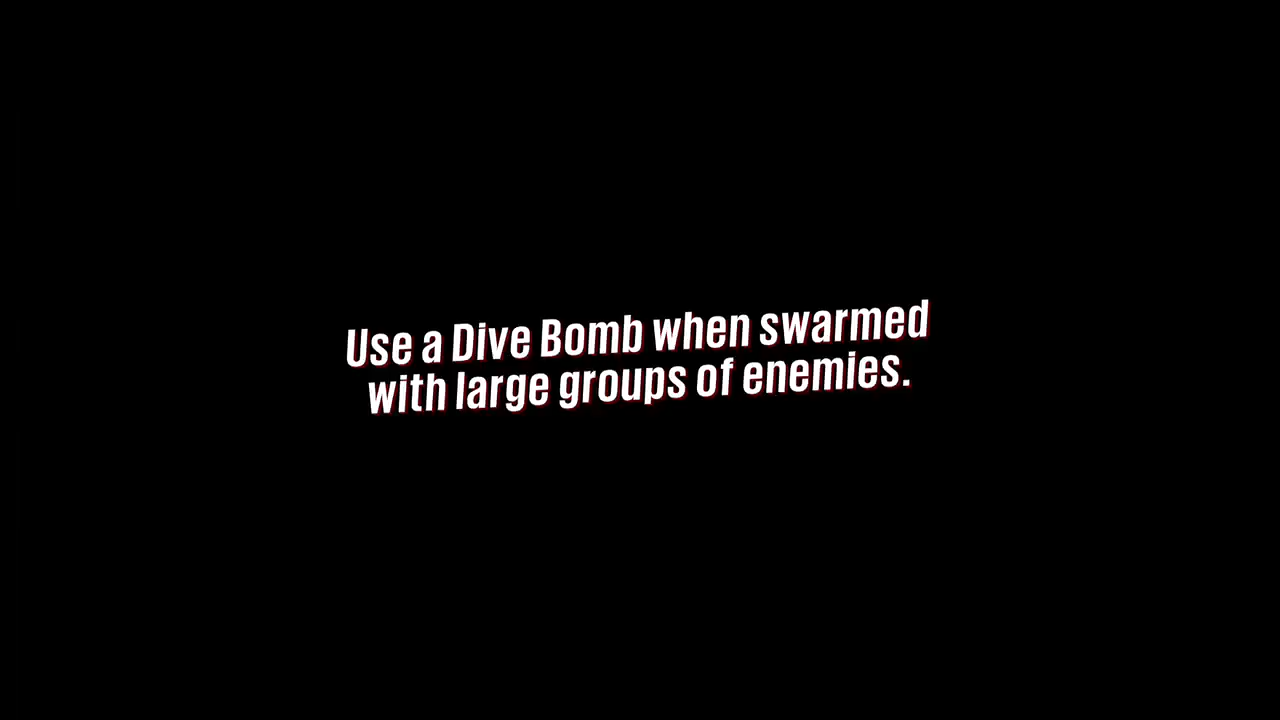 Use a Dive Bomb when swarmed
with large groups of enemies.